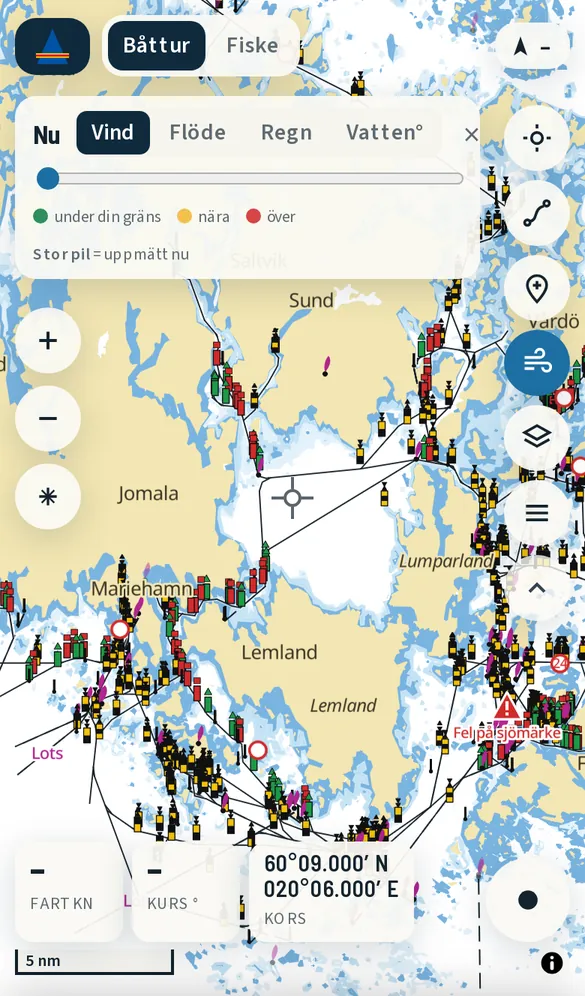 Båttur Fiske
–
Nu Vind Flöde Regn Vatten° ×
under din gräns nära över
Stor pil = uppmätt nu
Saltvik
Sund
Vårdö
Jomala
Lumparland
Mariehamn
Lemland
24
Lemland
Fel på sjömärke
Lots
F
– FART KN
L
– KURS °
60°09.000′ N
020°06.000′ E
KORS
5 nm